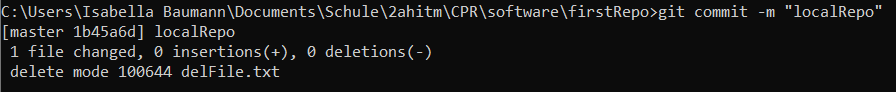 C:\Users\Isabella Baumann\Documents\Schule\2ahitm\CPR\software\firstRepo>git commit -m "localRepo"
[master 1b45a6d] localRepo
 1 file changed, 0 insertions(+), 0 deletions(-)
 delete mode 100644 delFile.txt